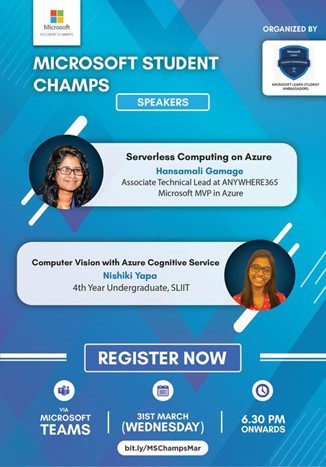 Microsoft
STUDENT CHAMPS
ORGANIZED BY
MICROSOFT LEARN STUDENT
AMBASSADORS
MICROSOFT STUDENT
CHAMPS
SPEAKERS
Serverless Computing on Azure
Hansamali Gamage
Associate Technical Lead at ANYWHERE365
Microsoft MVP in Azure
Computer Vision with Azure Cognitive Service
Nishiki Yapa
4th Year Undergraduate, SLIIT
REGISTER NOW
VIA
MICROSOFT
TEAMS
31ST MARCH
(WEDNESDAY)
6.30 PM
ONWARDS
bit.ly/MSChampsMar